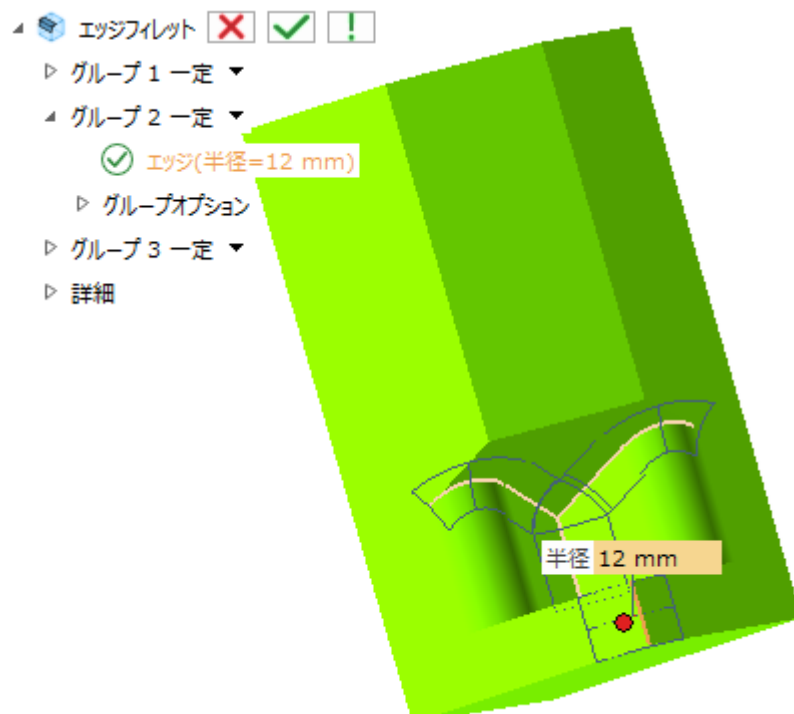 エッジフィレット
グループ 1 一定
グループ 2 一定
エッジ(半径=12 mm)
グループオプション
グループ 3 一定
詳細
半径 12 mm